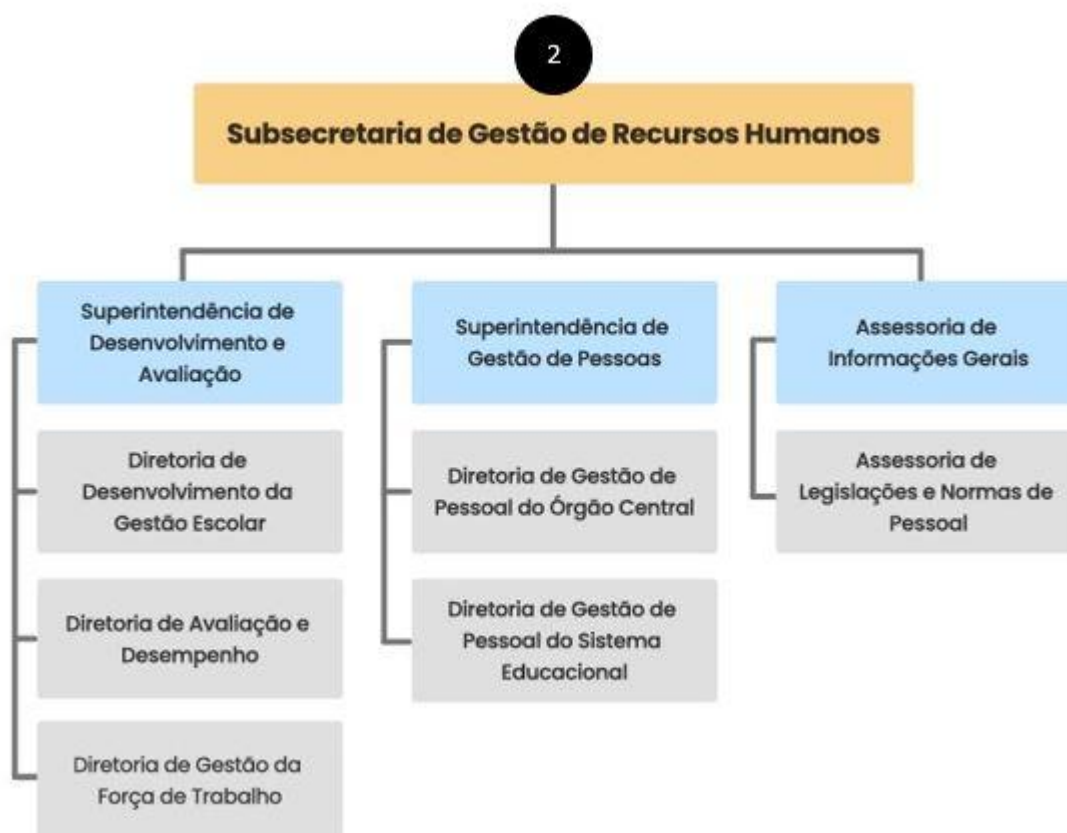 2
Subsecretaria de Gestão de Recursos Humanos
Superintendência de
Desenvolvimento e
Avaliação
Diretoria de
Desenvolvimento da
Gestão Escolar
Diretoria de Avaliação e
Desempenho
Diretoria de Gestão da
Força de Trabalho
Superintendência de
Gestão de Pessoas
Diretoria de Gestão de
Pessoal do Órgão Central
Diretoria de Gestão de
Pessoal do Sistema
Educacional
Assessoria de
Informações Gerais
Assessoria de
Legislações e Normas de
Pessoal